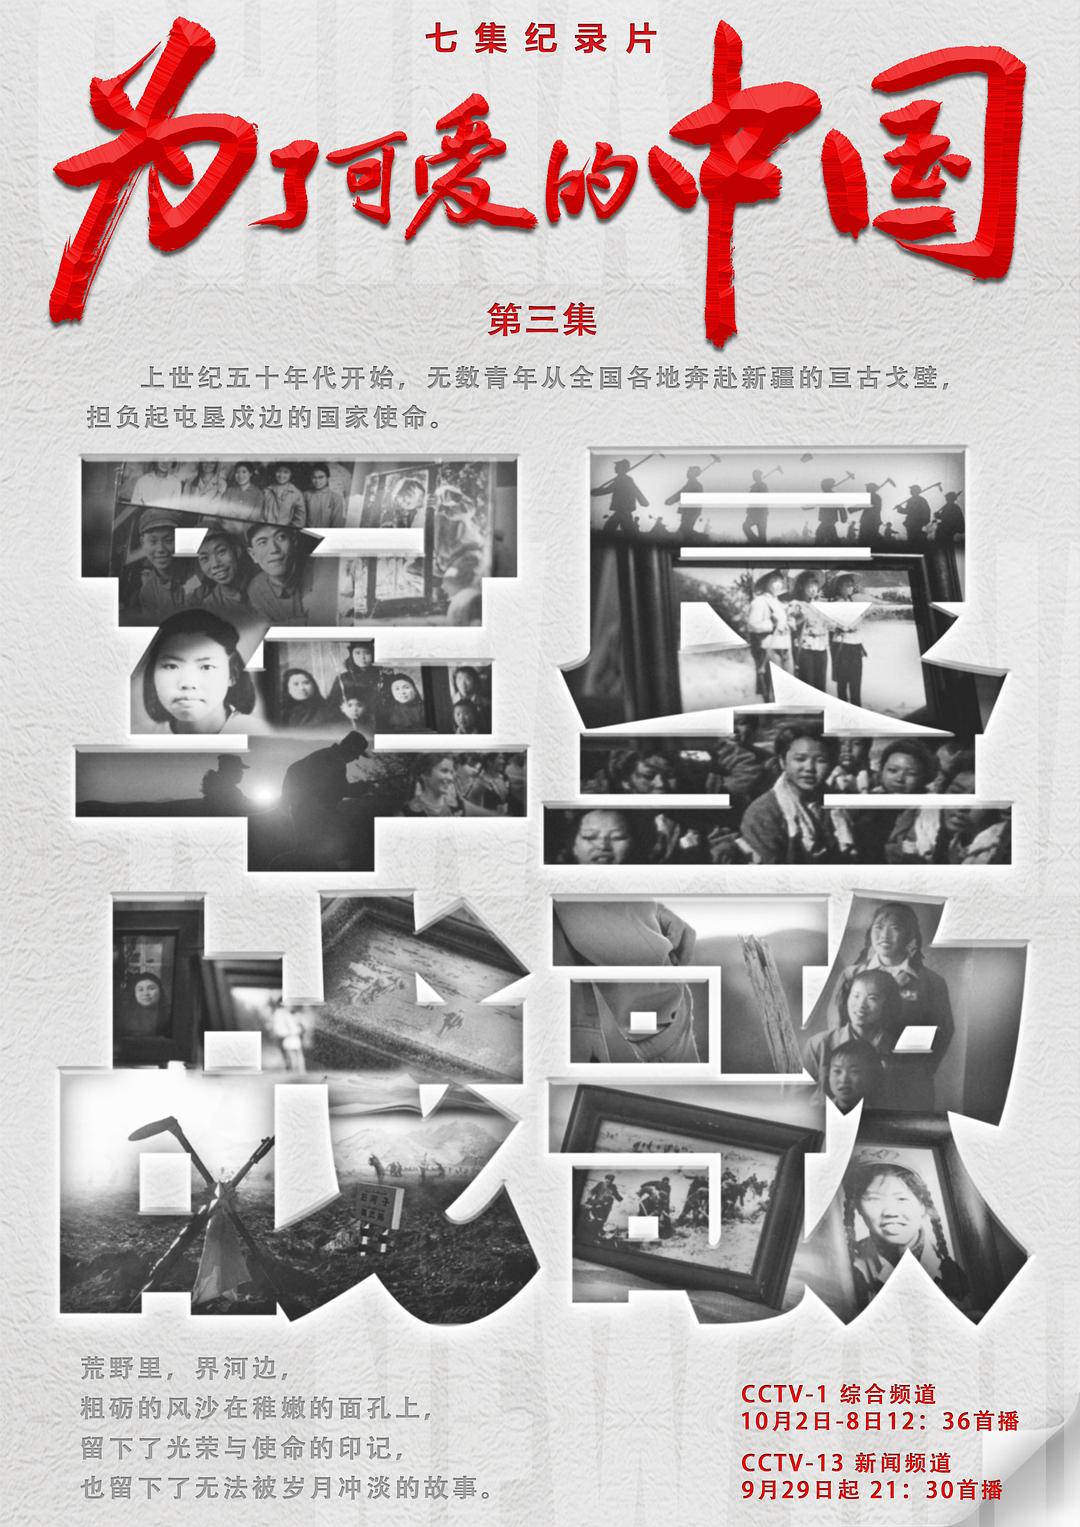 七集纪录片
为了可爱的中国
第三集
上世纪五十年代开始，无数青年从全国各地奔赴新疆的亘古戈壁，
担负起屯垦戍边的国家使命。
军垦
战歌
荒野里，界河边，
粗砺的风沙在稚嫩的面孔上，
留下了光荣与使命的印记，
也留下了无法被岁月冲淡的故事。
CCTV-1 综合频道
10月2日-8日12：36首播
CCTV-13 新闻频道
9月29日起 21：30首播